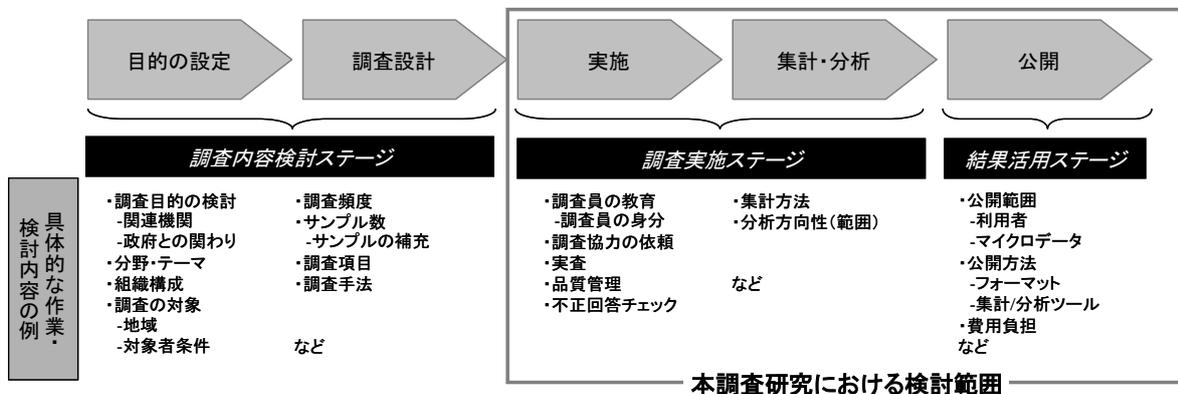 目的の設定
調査設計
実施
集計・分析
公開
調査内容検討ステージ
調査実施ステージ
結果活用ステージ
具体的な作業・
検討内容の例
・調査目的の検討
-関連機関
-政府との関わり
・分野・テーマ
・組織構成
・調査の対象
-地域
-対象者条件
・調査頻度
・サンプル数
-サンプルの補充
・調査項目
・調査手法
など
・調査員の教育
-調査員の身分
・調査協力の依頼
・実査
・品質管理
・不正回答チェック
・集計方法
・分析方向性(範囲)
など
・公開範囲
-利用者
-マイクロデータ
・公開方法
-フォーマット
-集計/分析ツール
・費用負担
など
本調査研究における検討範囲